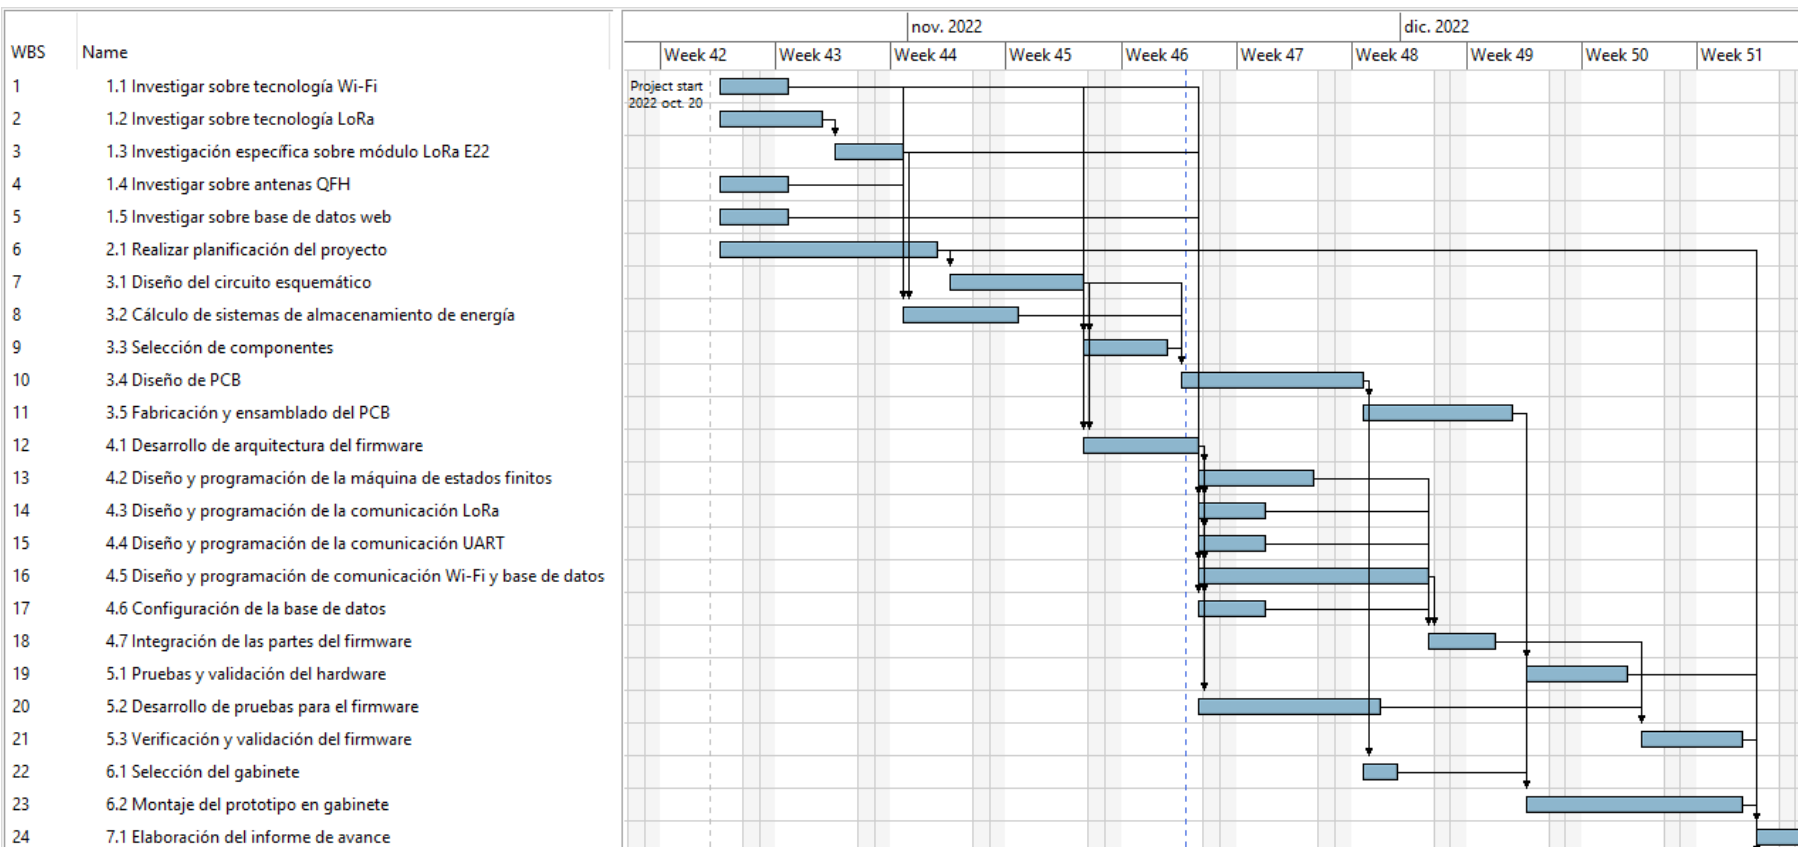 nov. 2022 dic. 2022
WBS Name Week 42 Week 43 Week 44 Week 45 Week 46 Week 47 Week 48 Week 49 Week 50 Week 51
1 1.1 Investigar sobre tecnología Wi-Fi Project start
2022 oct. 20
2 1.2 Investigar sobre tecnología LoRa
3 1.3 Investigación específica sobre módulo LoRa E22
4 1.4 Investigar sobre antenas QFH
5 1.5 Investigar sobre base de datos web
6 2.1 Realizar planificación del proyecto
7 3.1 Diseño del circuito esquemático
8 3.2 Cálculo de sistemas de almacenamiento de energía
9 3.3 Selección de componentes
10 3.4 Diseño de PCB
11 3.5 Fabricación y ensamblado del PCB
12 4.1 Desarrollo de arquitectura del firmware
13 4.2 Diseño y programación de la máquina de estados finitos
14 4.3 Diseño y programación de la comunicación LoRa
15 4.4 Diseño y programación de la comunicación UART
16 4.5 Diseño y programación de comunicación Wi-Fi y base de datos
17 4.6 Configuración de la base de datos
18 4.7 Integración de las partes del firmware
19 5.1 Pruebas y validación del hardware
20 5.2 Desarrollo de pruebas para el firmware
21 5.3 Verificación y validación del firmware
22 6.1 Selección del gabinete
23 6.2 Montaje del prototipo en gabinete
24 7.1 Elaboración del informe de avance